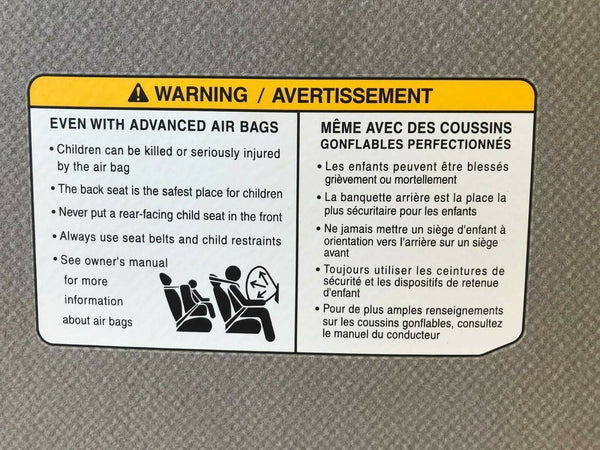 WARNING / AVERTISSEMENT
EVEN WITH ADVANCED AIR BAGS
• Children can be killed or seriously injured
by the air bag
• The back seat is the safest place for children
• Never put a rear-facing child seat in the front
• Always use seat belts and child restraints
• See owner's manual
for more
information
about air bags
MÊME AVEC DES COUSSINS
GONFLABLES PERFECTIONNÉS
• Les enfants peuvent être blessés
grièvement ou mortellement
• La banquette arrière est la place la
plus sécuritaire pour les enfants
• Ne jamais mettre un siège d'enfant à
orientation vers l'arrière sur un siège
avant
• Toujours utiliser les ceintures de
sécurité et les dispositifs de retenue
d'enfant
• Pour de plus amples renseignements
sur les coussins gonflables, consultez
le manuel du conducteur